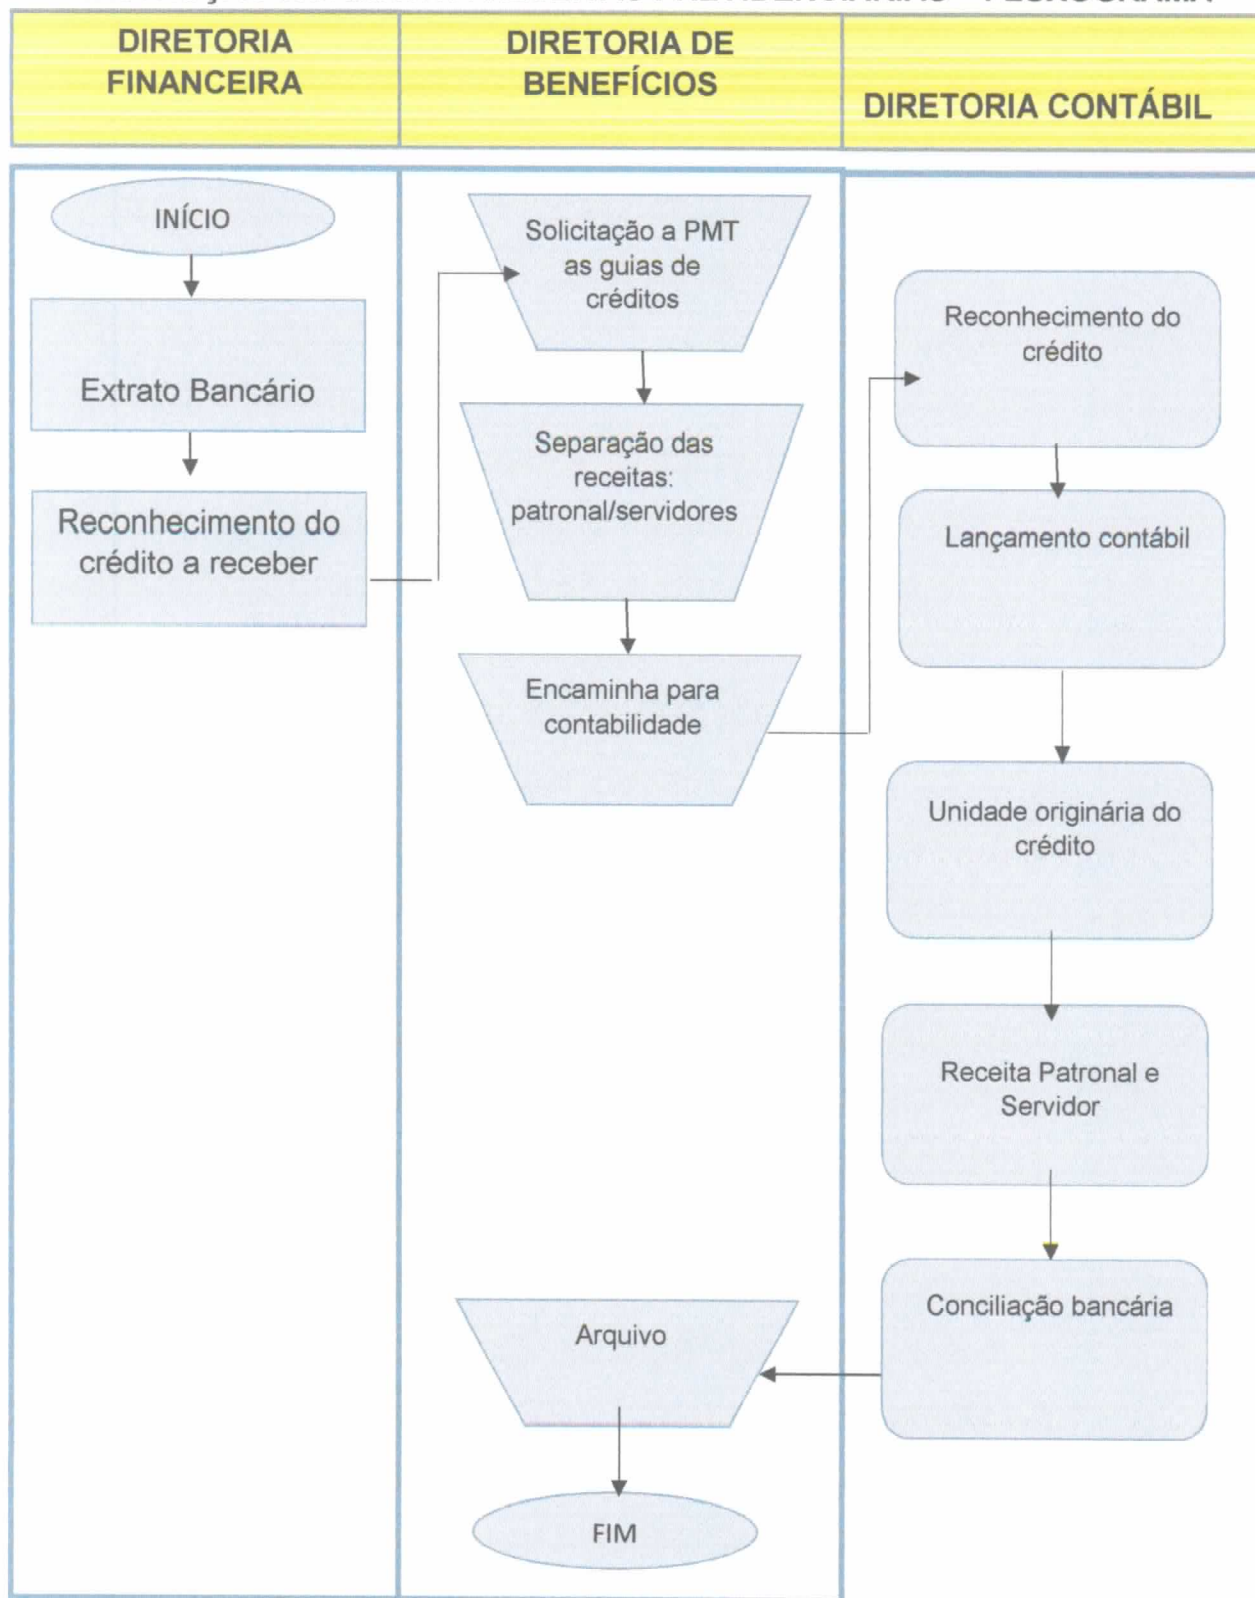 DIRETORIA
FINANCEIRA
DIRETORIA DE
BENEFÍCIOS
DIRETORIA CONTÁBIL
INÍCIO
Extrato Bancário
Reconhecimento do
crédito a receber
Solicitação a PMT
as guias de
créditos
Separação das
receitas:
patronal/servidores
Encaminha para
contabilidade
Reconhecimento do
crédito
Lançamento contábil
Unidade originária do
crédito
Receita Patronal e
Servidor
Conciliação bancária
Arquivo
FIM